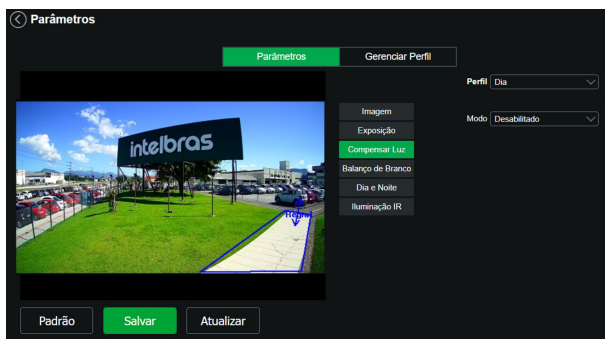 Parâmetros
Parâmetros
Gerenciar Perfil
Perfil
Dia
Imagem
Modo
Desabilitado
Exposição
Compensar Luz
intelbras
Balanço de Branco
Dia e Noite
Iluminação IR
Padrão
Salvar
Atualizar